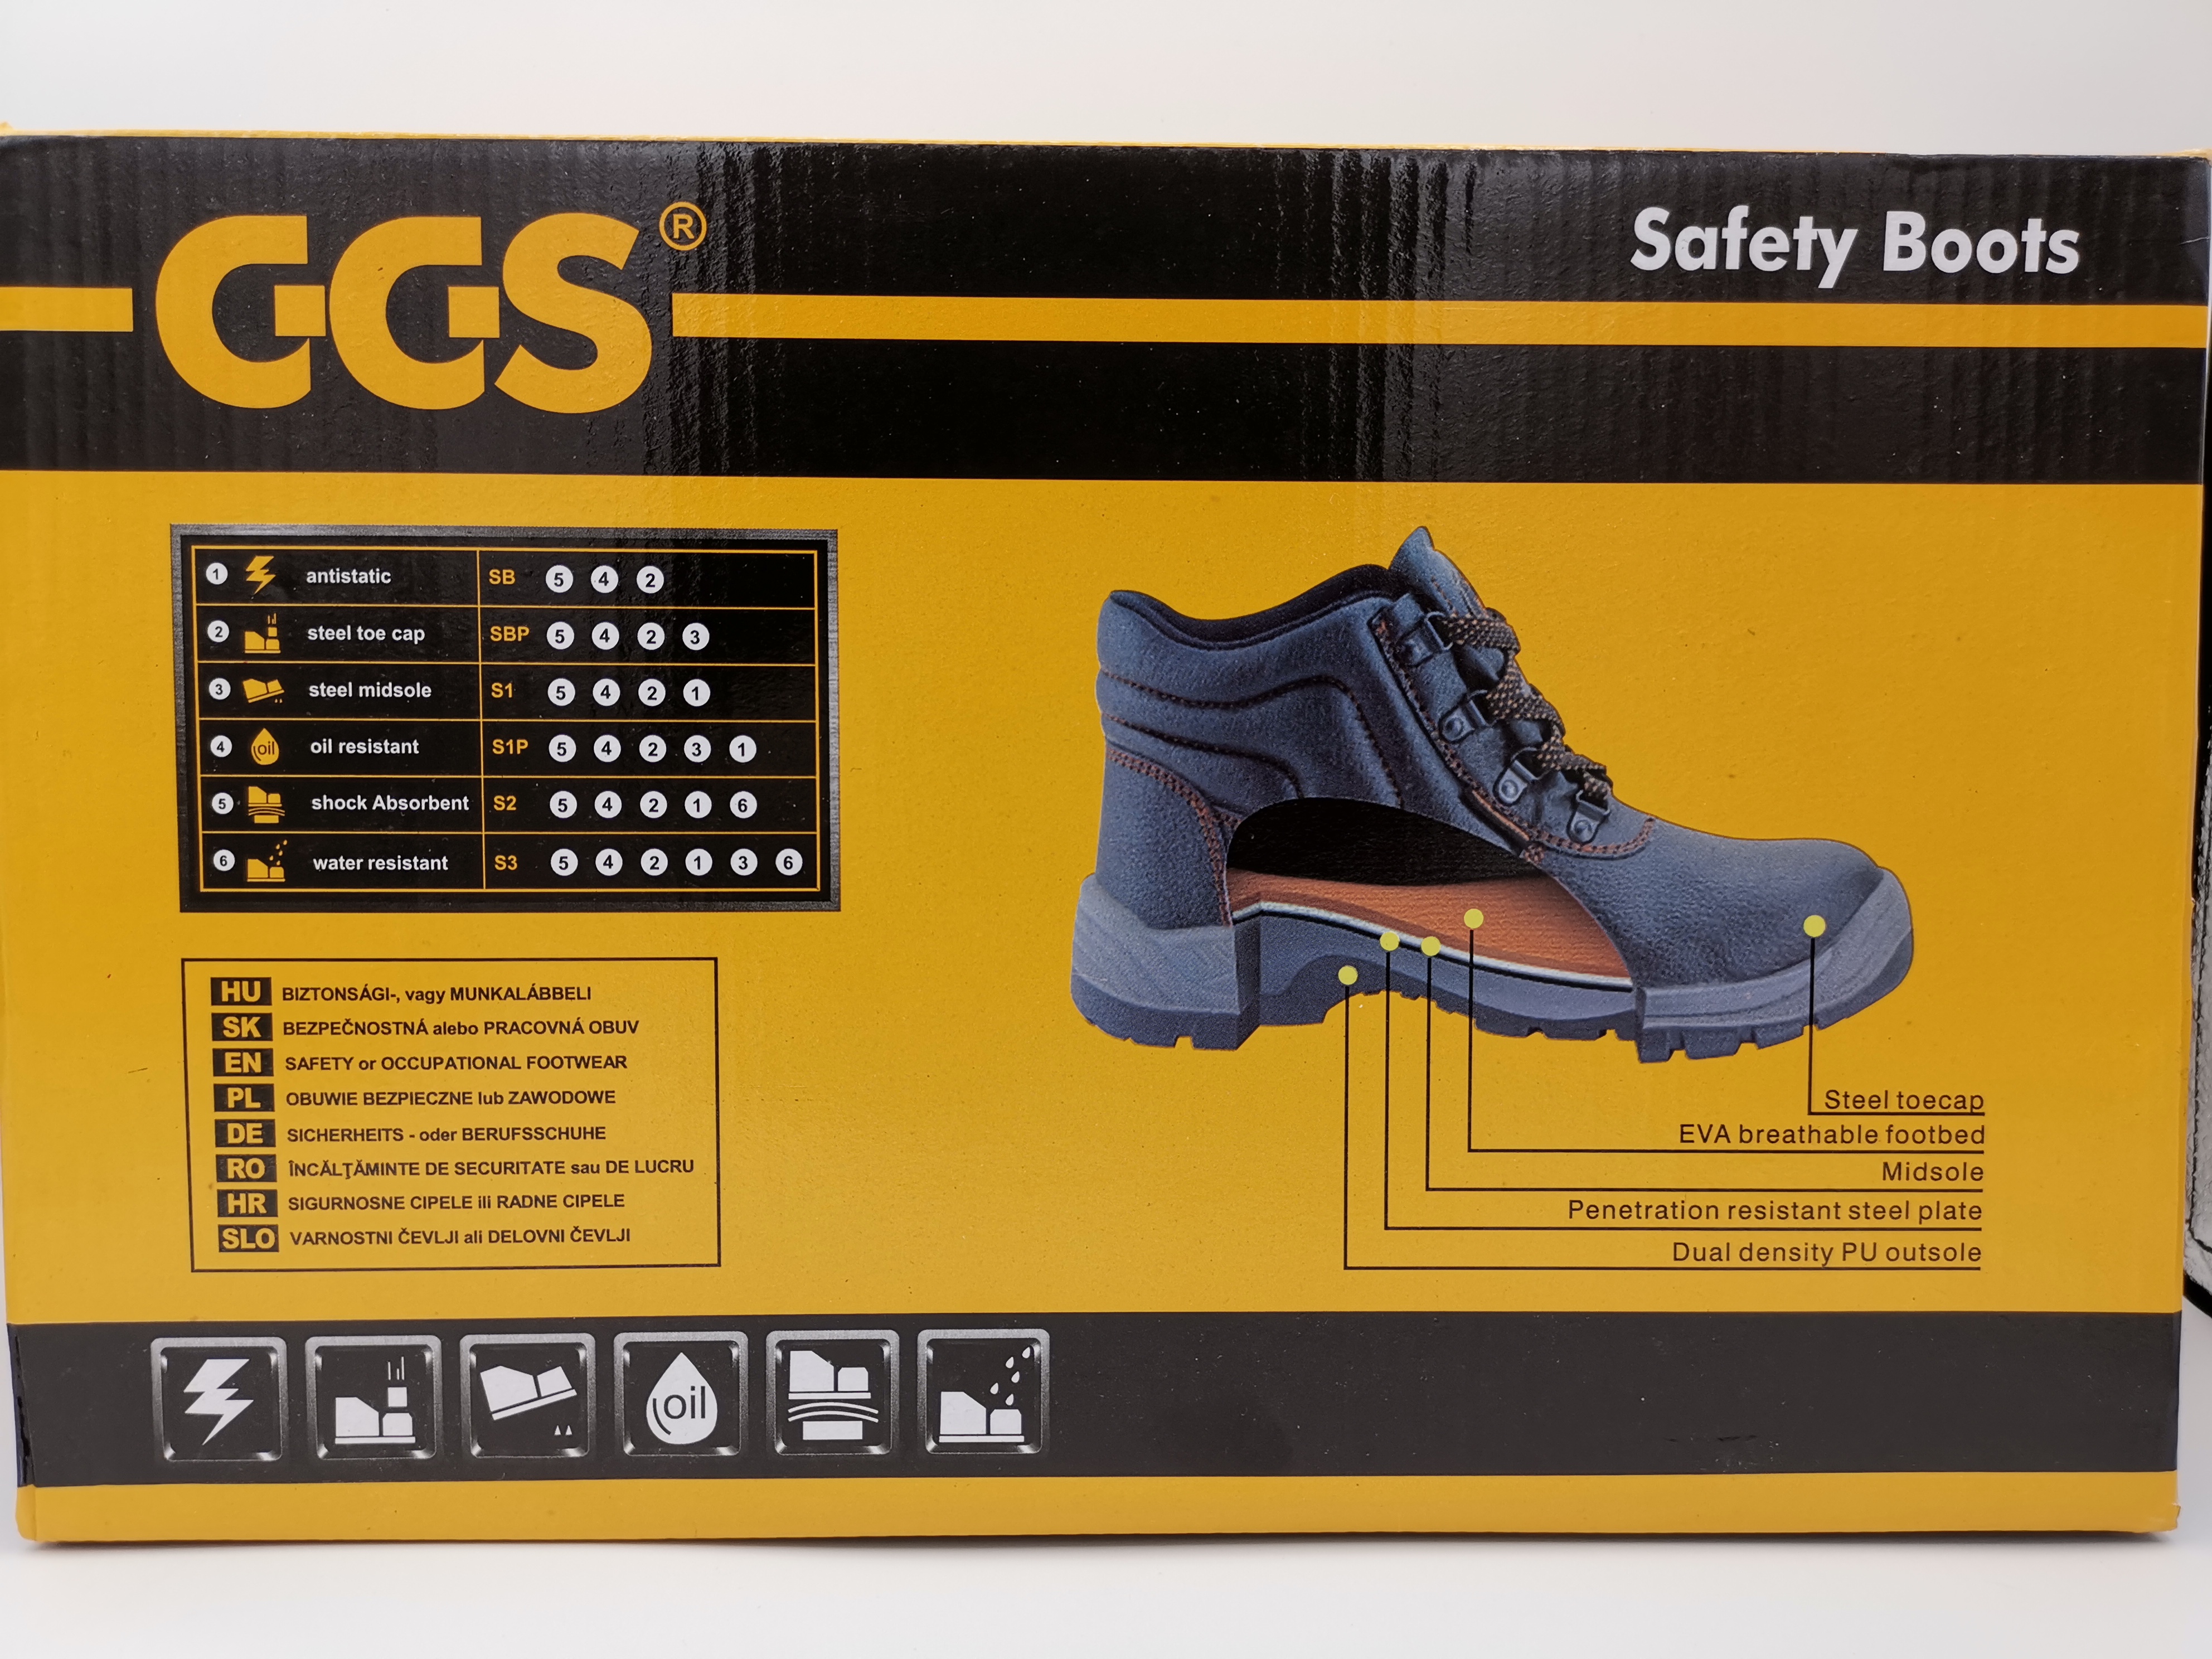 GGS®
Safety Boots
1 antistatic SB 5 4 2
2 steel toe cap SBP 5 4 2 3
3 steel midsole S1 5 4 2 1
4 oil oil resistant S1P 5 4 2 3 1
5 shock Absorbent S2 5 4 2 1 6
6 water resistant S3 5 4 2 1 3 6
HU BIZTONSÁGI-, vagy MUNKALÁBBELI
SK BEZPEČNOSTNÁ alebo PRACOVNÁ OBUV
EN SAFETY or OCCUPATIONAL FOOTWEAR
PL OBUWIE BEZPIECZNE lub ZAWODOWE
DE SICHERHEITS - oder BERUFSSCHUHE
RO ÎNCĂLŢĂMINTE DE SECURITATE sau DE LUCRU
HR SIGURNOSNE CIPELE ili RADNE CIPELE
SLO VARNOSTNI ČEVLJI ali DELOVNI ČEVLJI
Steel toecap
EVA breathable footbed
Midsole
Penetration resistant steel plate
Dual density PU outsole
oil